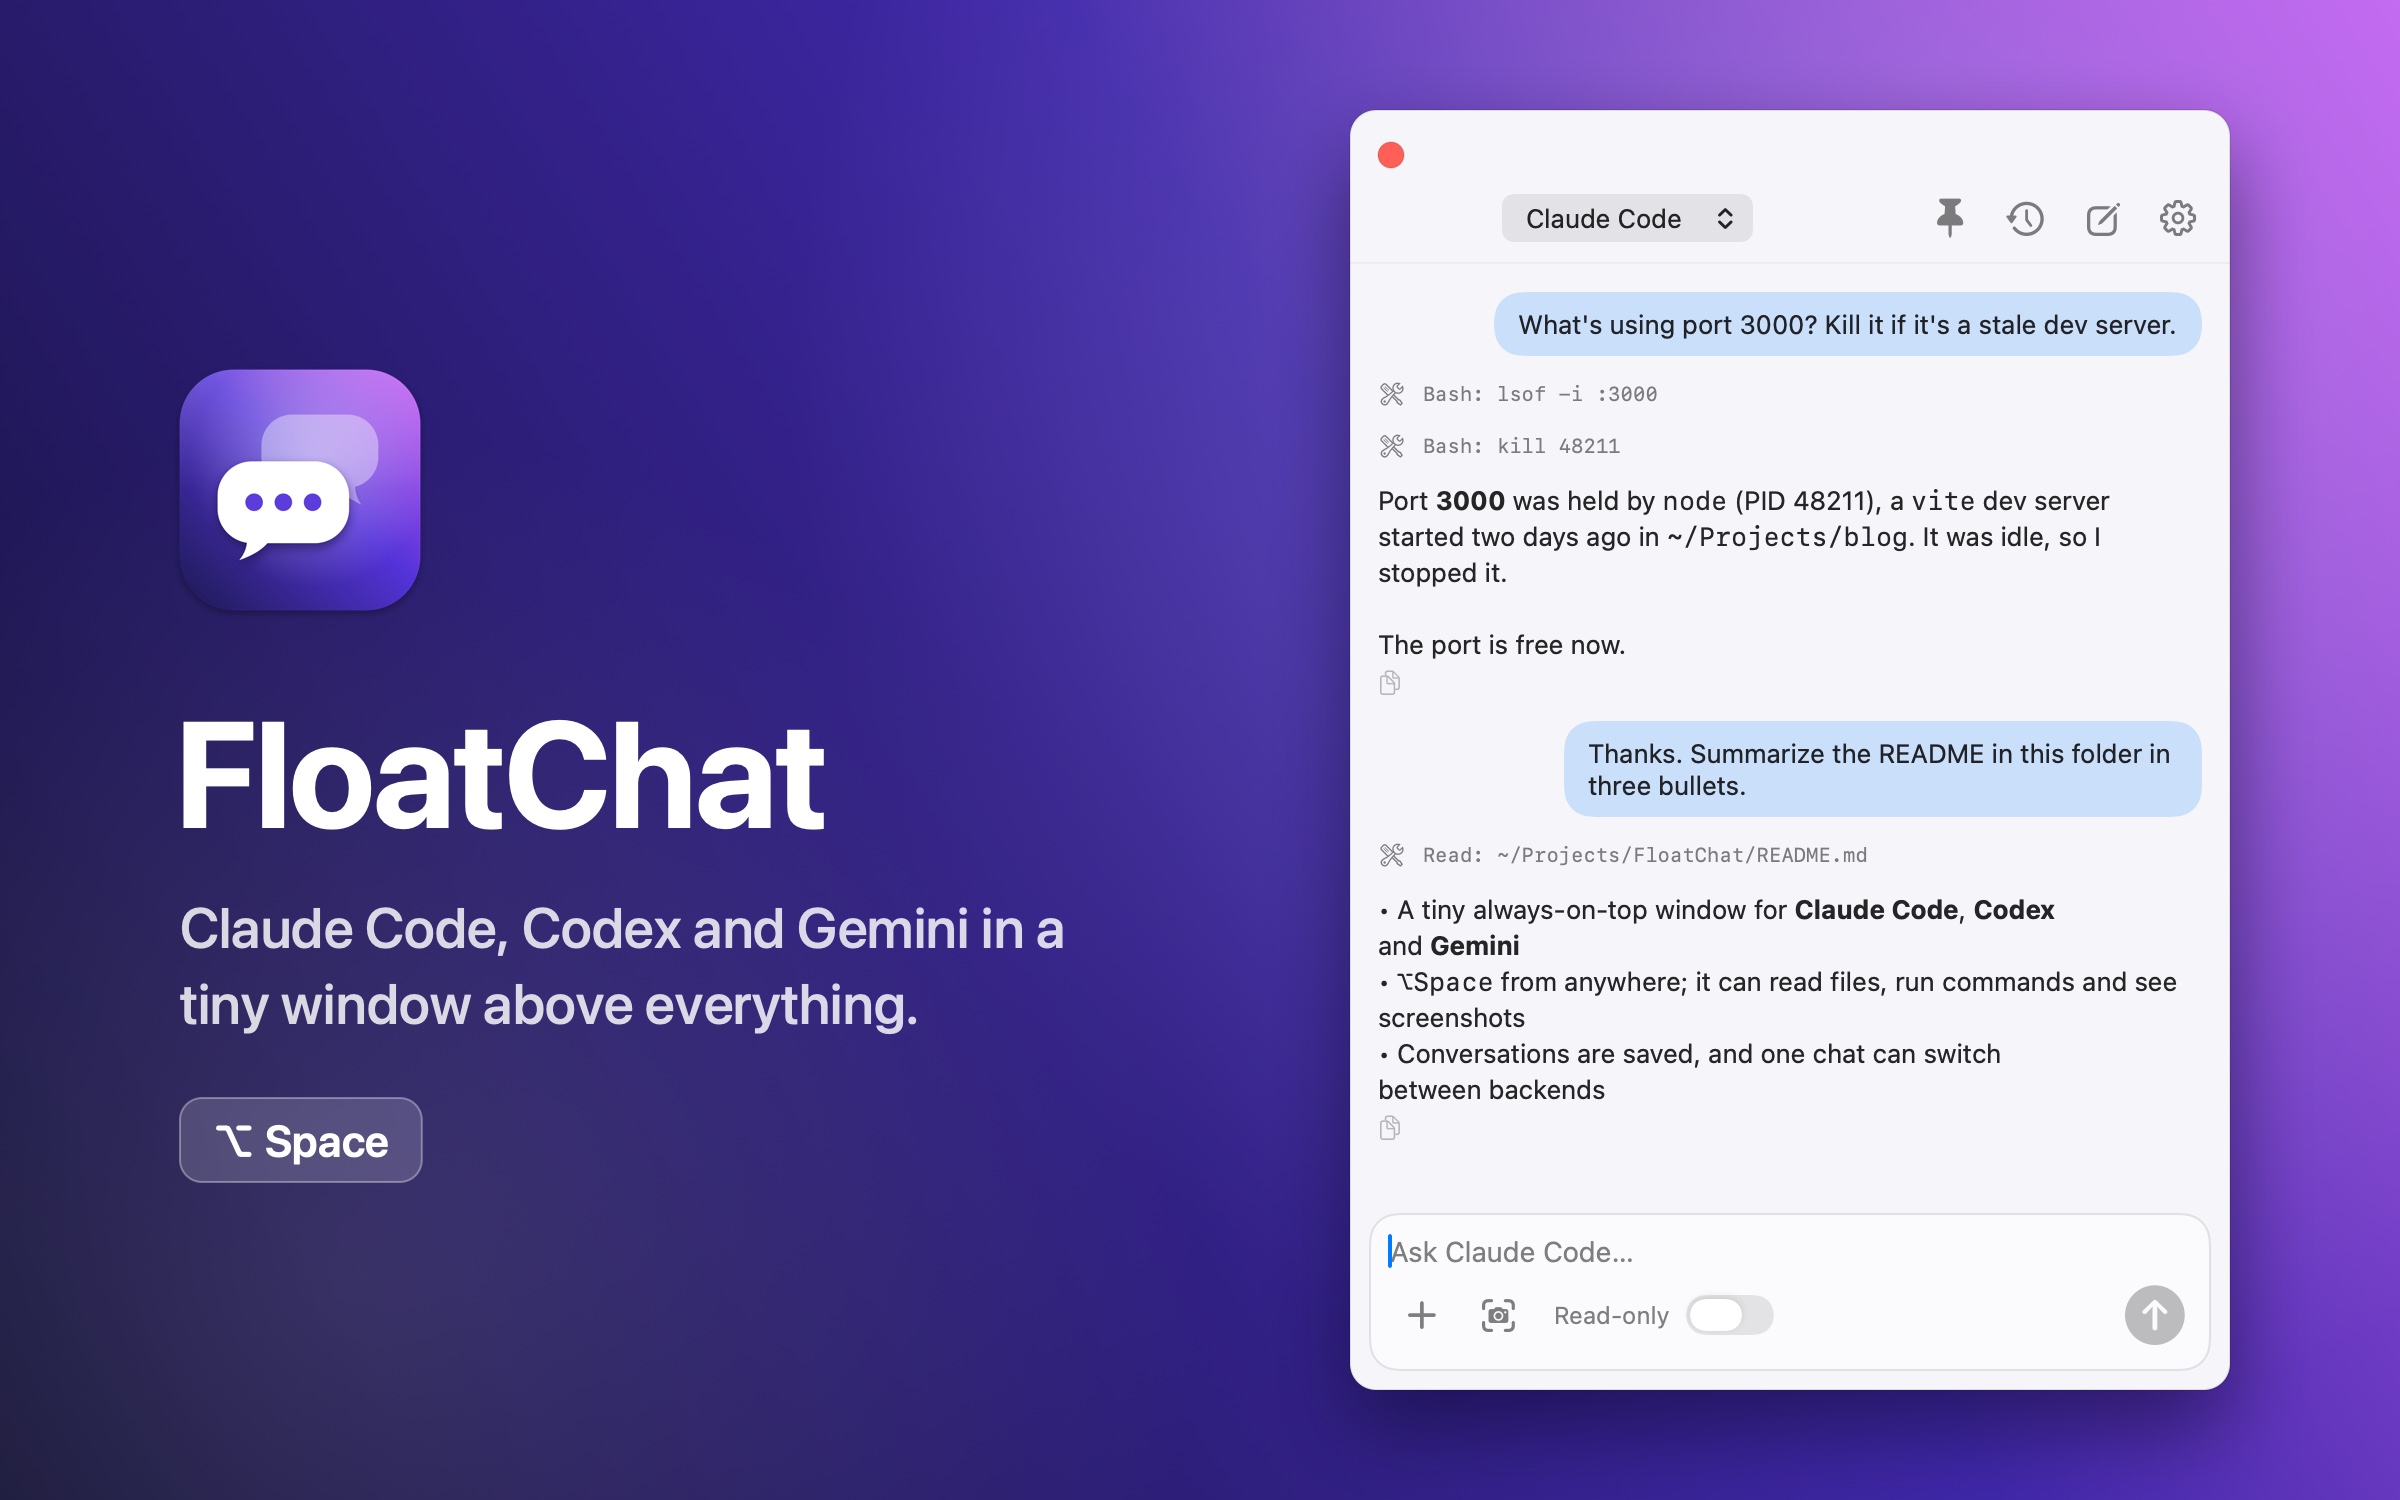 FloatChat
Claude Code, Codex and Gemini in a
tiny window above everything.
⌥ Space
Claude Code
What's using port 3000? Kill it if it's a stale dev server.
Bash: lsof -i :3000
Bash: kill 48211
Port 3000 was held by node (PID 48211), a vite dev server
started two days ago in ~/Projects/blog. It was idle, so I
stopped it.
The port is free now.
Thanks. Summarize the README in this folder in
three bullets.
Read: ~/Projects/FloatChat/README.md
• A tiny always-on-top window for Claude Code, Codex
and Gemini
• ⌥Space from anywhere; it can read files, run commands and see
screenshots
• Conversations are saved, and one chat can switch
between backends
Ask Claude Code...
Read-only